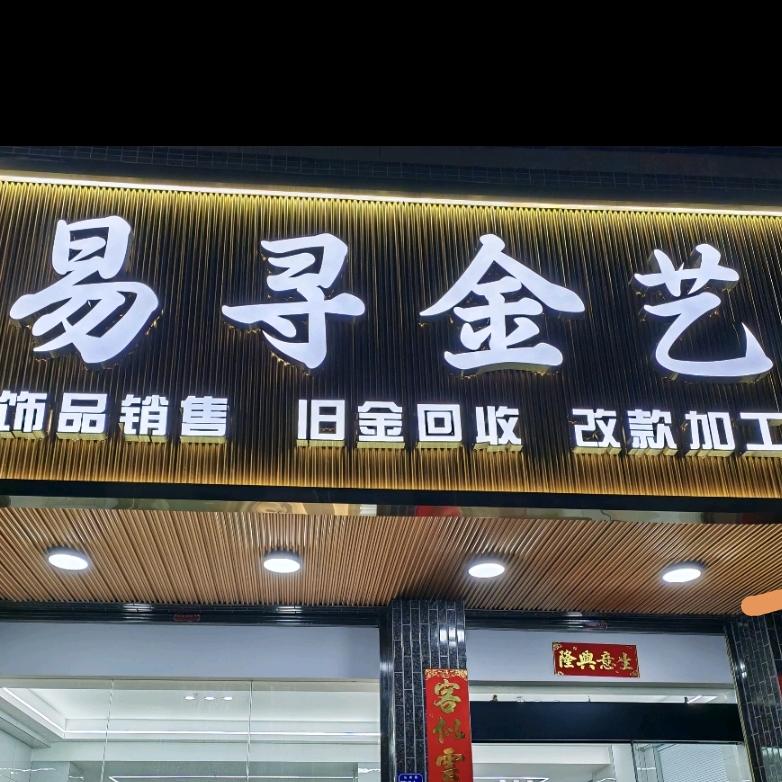 易寻金艺
饰品销售 旧金回收 改款加工
隆興意生
客似雲